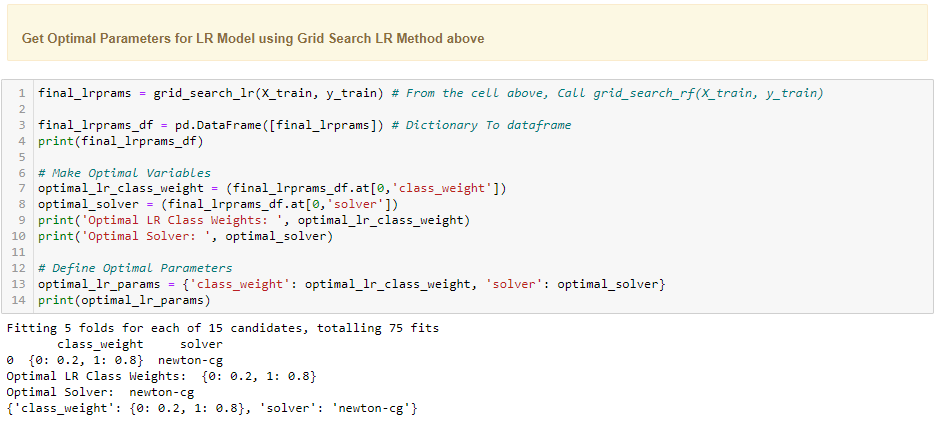 Get Optimal Parameters for LR Model using Grid Search LR Method above
1 final_lrprams = grid_search_lr(X_train, y_train) # From the cell above, Call grid_search_rf(X_train, y_train)
2
3 final_lrprams_df = pd.DataFrame([final_lrprams]) # Dictionary To dataframe
4 print(final_lrprams_df)
5
6 # Make Optimal Variables
7 optimal_lr_class_weight = (final_lrprams_df.at[0,'class_weight'])
8 optimal_solver = (final_lrprams_df.at[0,'solver'])
9 print('Optimal LR Class Weights: ', optimal_lr_class_weight)
10 print('Optimal Solver: ', optimal_solver)
11
12 # Define Optimal Parameters
13 optimal_lr_params = {'class_weight': optimal_lr_class_weight, 'solver': optimal_solver}
14 print(optimal_lr_params)
Fitting 5 folds for each of 15 candidates, totalling 75 fits
class_weight solver
0 {0: 0.2, 1: 0.8} newton-cg
Optimal LR Class Weights:  {0: 0.2, 1: 0.8}
Optimal Solver:  newton-cg
{'class_weight': {0: 0.2, 1: 0.8}, 'solver': 'newton-cg'}